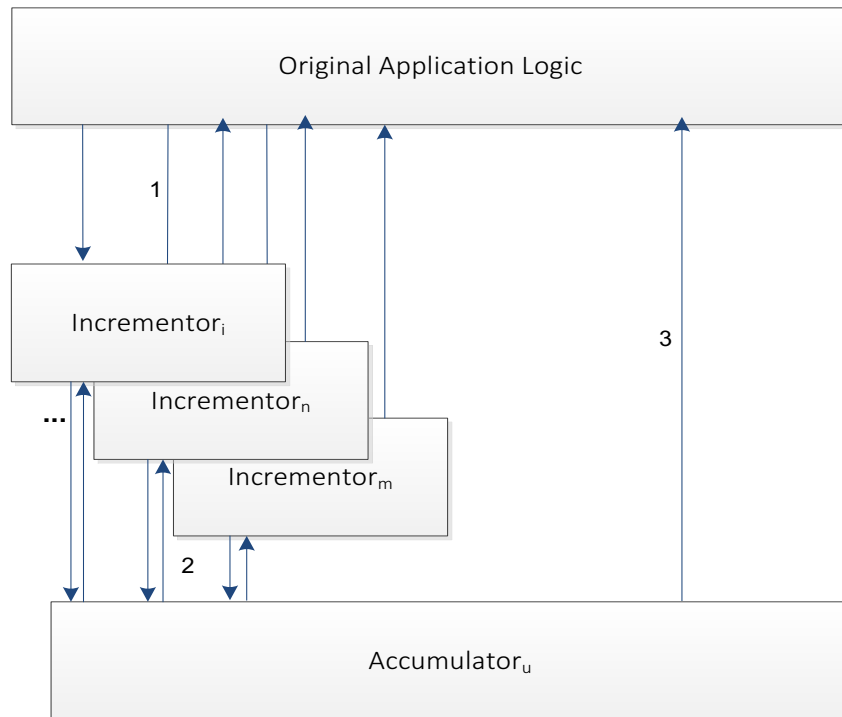 Original Application Logic
1
Incrementorᵢ
3
Incrementorₙ
...
Incrementorₘ
2
Accumulatorᵤ